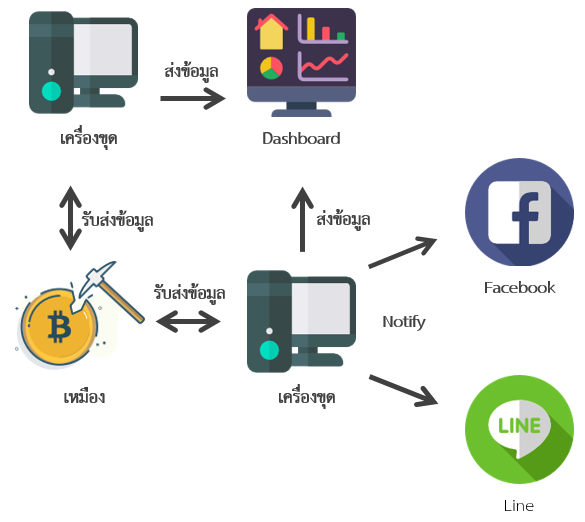 ส่งข้อมูล
เครื่องขุด
Dashboard
รับส่งข้อมูล
ส่งข้อมูล
Facebook
รับส่งข้อมูล
Notify
เหมือง
เครื่องขุด
LINE
Line